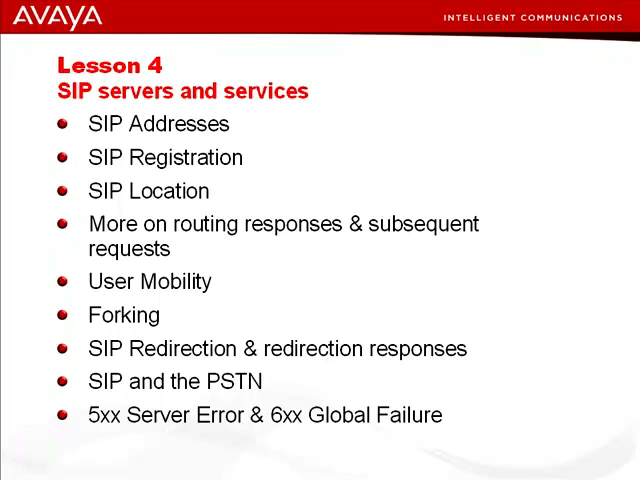 AVAYA
INTELLIGENT COMMUNICATIONS
Lesson 4
SIP servers and services
SIP Addresses
SIP Registration
SIP Location
More on routing responses & subsequent
requests
User Mobility
Forking
SIP Redirection & redirection responses
SIP and the PSTN
5xx Server Error & 6xx Global Failure